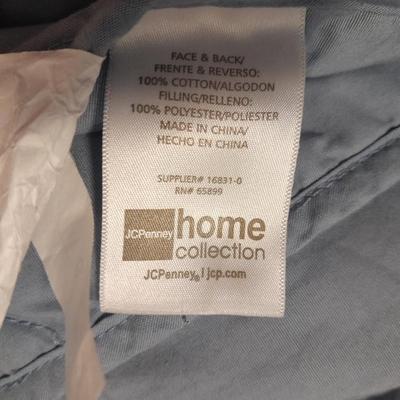 FACE & BACK/
FRENTE & REVERSO:
100% COTTON/ALGODON
FILLING/RELLENO:
100% POLYESTER/POLIESTER
MADE IN CHINA/
HECHO EN CHINA
SUPPLIER# 16831-0
RN# 65899
JCPenney home
collection
JCPenney® | jcp.com